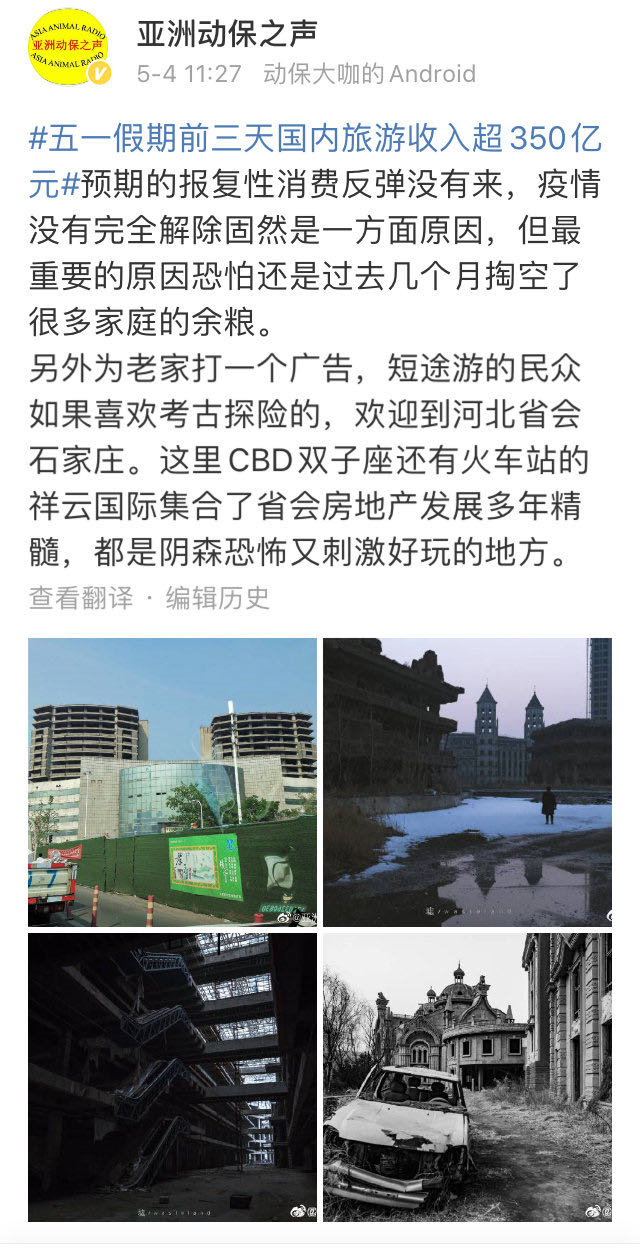 ASIA ANIMAL RADIO
亚洲动保之声
ASIA ANIMAL RADIO
亚洲动保之声
5-4 11:27 动保大咖的Android
#五一假期前三天国内旅游收入超350亿
元#预期的报复性消费反弹没有来，疫情
没有完全解除固然是一方面原因，但最
重要的原因恐怕还是过去几个月掏空了
很多家庭的余粮。
另外为老家打一个广告，短途游的民众
如果喜欢考古探险的，欢迎到河北省会
石家庄。这里CBD双子座还有火车站的
祥云国际集合了省会房地产发展多年精
髓，都是阴森恐怖又刺激好玩的地方。
查看翻译 · 编辑历史